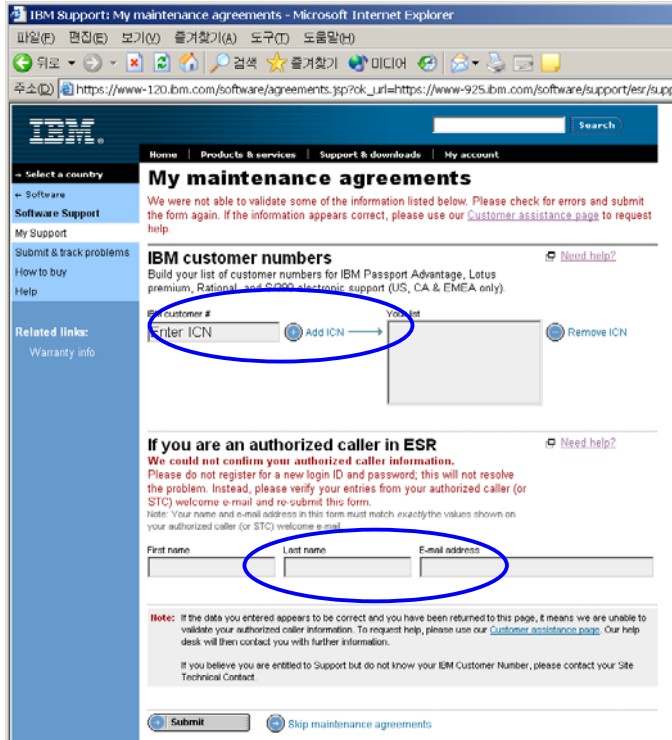 IBM Support: My maintenance agreements - Microsoft Internet Explorer
파일(F) 편집(E) 보기(V) 즐겨찾기(A) 도구(T) 도움말(H)
뒤로 검색 즐겨찾기 미디어
주소(D) https://www-120.ibm.com/software/agreements.jsp?ok_url=https://www-925.ibm.com/software/support/esr/supp
IBM.
Search
Home Products & services Support & downloads My account
Select a country
Software
Software Support
My Support
Submit & track problems
How to buy
Help
Related links:
Warranty info
My maintenance agreements
We were not able to validate some of the information listed below. Please check for errors and submit
the form again. If the information appears correct, please use our Customer assistance page to request
help.
IBM customer numbers
Need help?
Build your list of customer numbers for IBM Passport Advantage, Lotus
premium, Rational, and S/390 electronic support (US, CA & EMEA only).
IBM customer # Your list
Enter ICN Add ICN Remove ICN
If you are an authorized caller in ESR
Need help?
We could not confirm your authorized caller information.
Please do not register for a new login ID and password; this will not resolve
the problem. Instead, please verify your entries from your authorized caller (or
STC) welcome e-mail and re-submit this form.
Note: Your name and e-mail address in this form must match exactly the values shown on
your authorized caller (or STC) welcome e-mail.
First name Last name E-mail address
Note: If the data you entered appears to be correct and you have been returned to this page, it means we are unable to
validate your authorized caller information. To request help, please use our Customer assistance page. Our help
desk will then contact you with further information.
If you believe you are entitled to Support but do not know your IBM Customer Number, please contact your Site
Technical Contact.
Submit Skip maintenance agreements